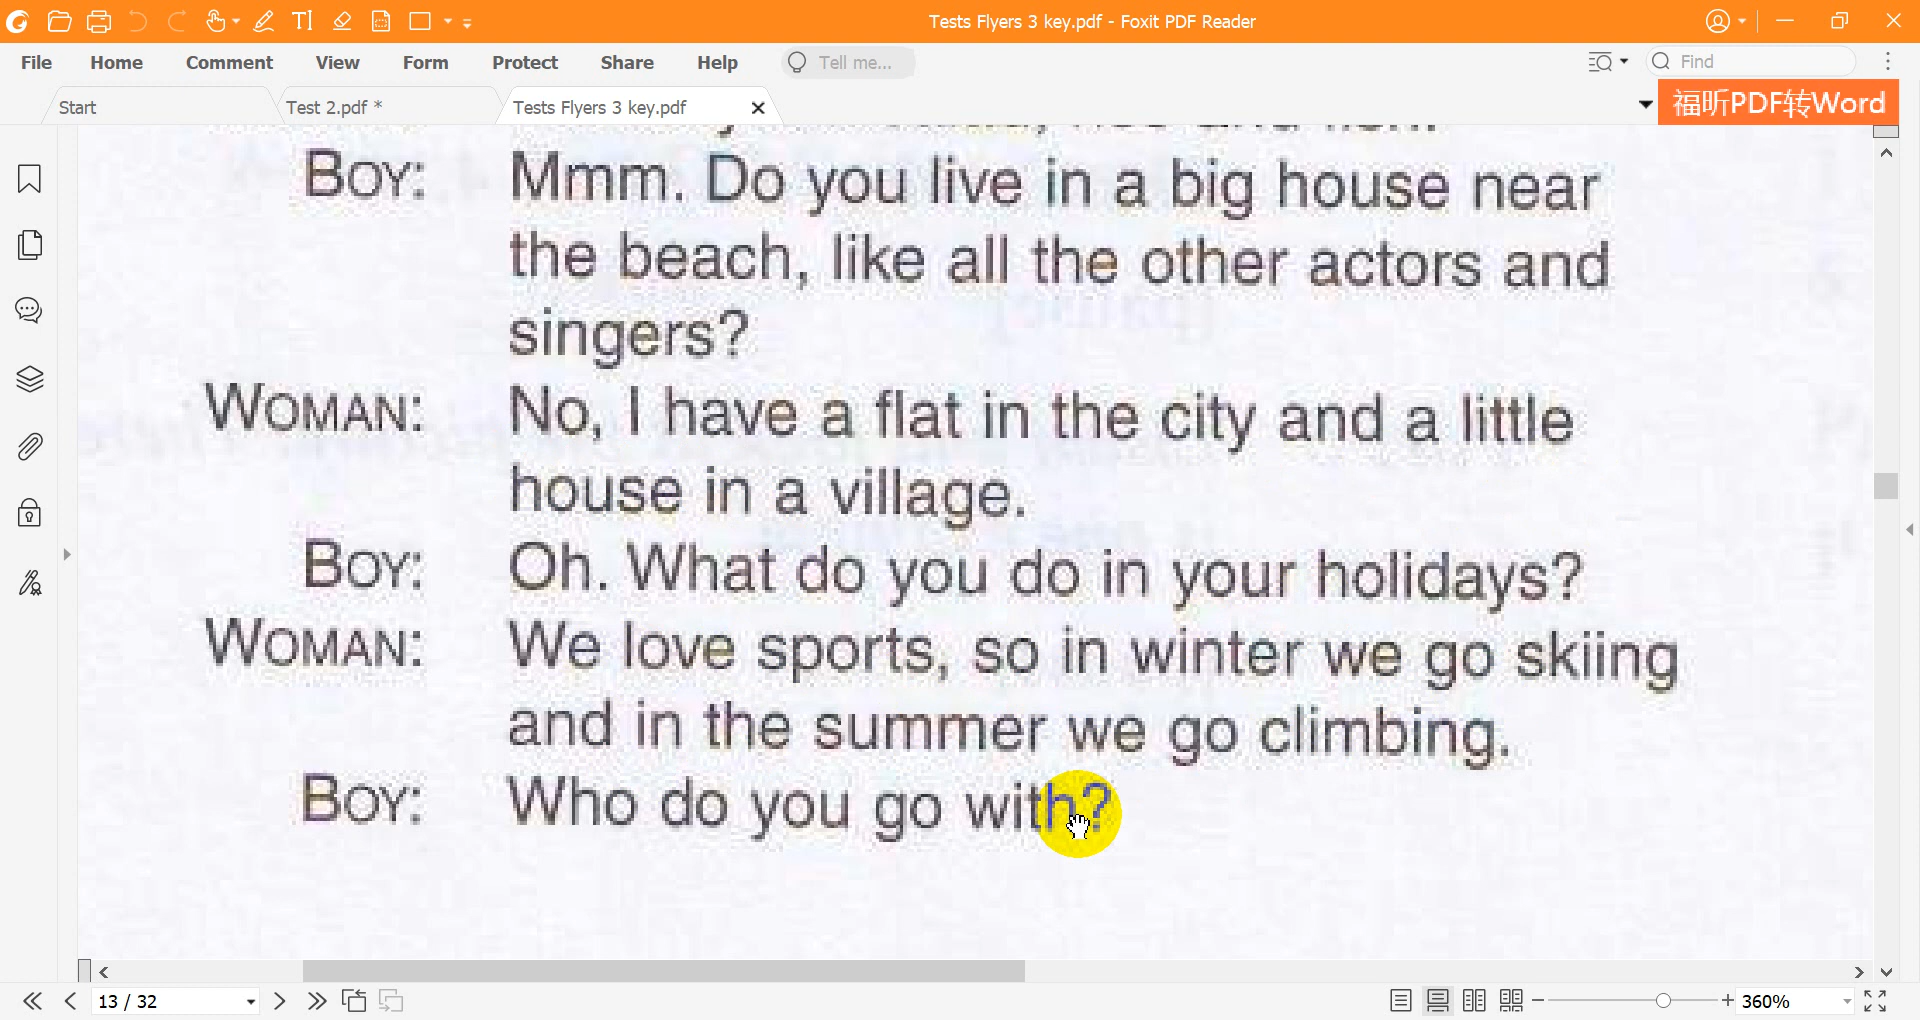 Tests Flyers 3 key.pdf - Foxit PDF Reader
File Home Comment View Form Protect Share Help Tell me... Find
Start Test 2.pdf * Tests Flyers 3 key.pdf 福昕PDF转Word
BOY: Mmm. Do you live in a big house near
the beach, like all the other actors and
singers?
WOMAN: No, I have a flat in the city and a little
house in a village.
BOY: Oh. What do you do in your holidays?
WOMAN: We love sports, so in winter we go skiing
and in the summer we go climbing.
BOY: Who do you go with?
13 / 32 360%